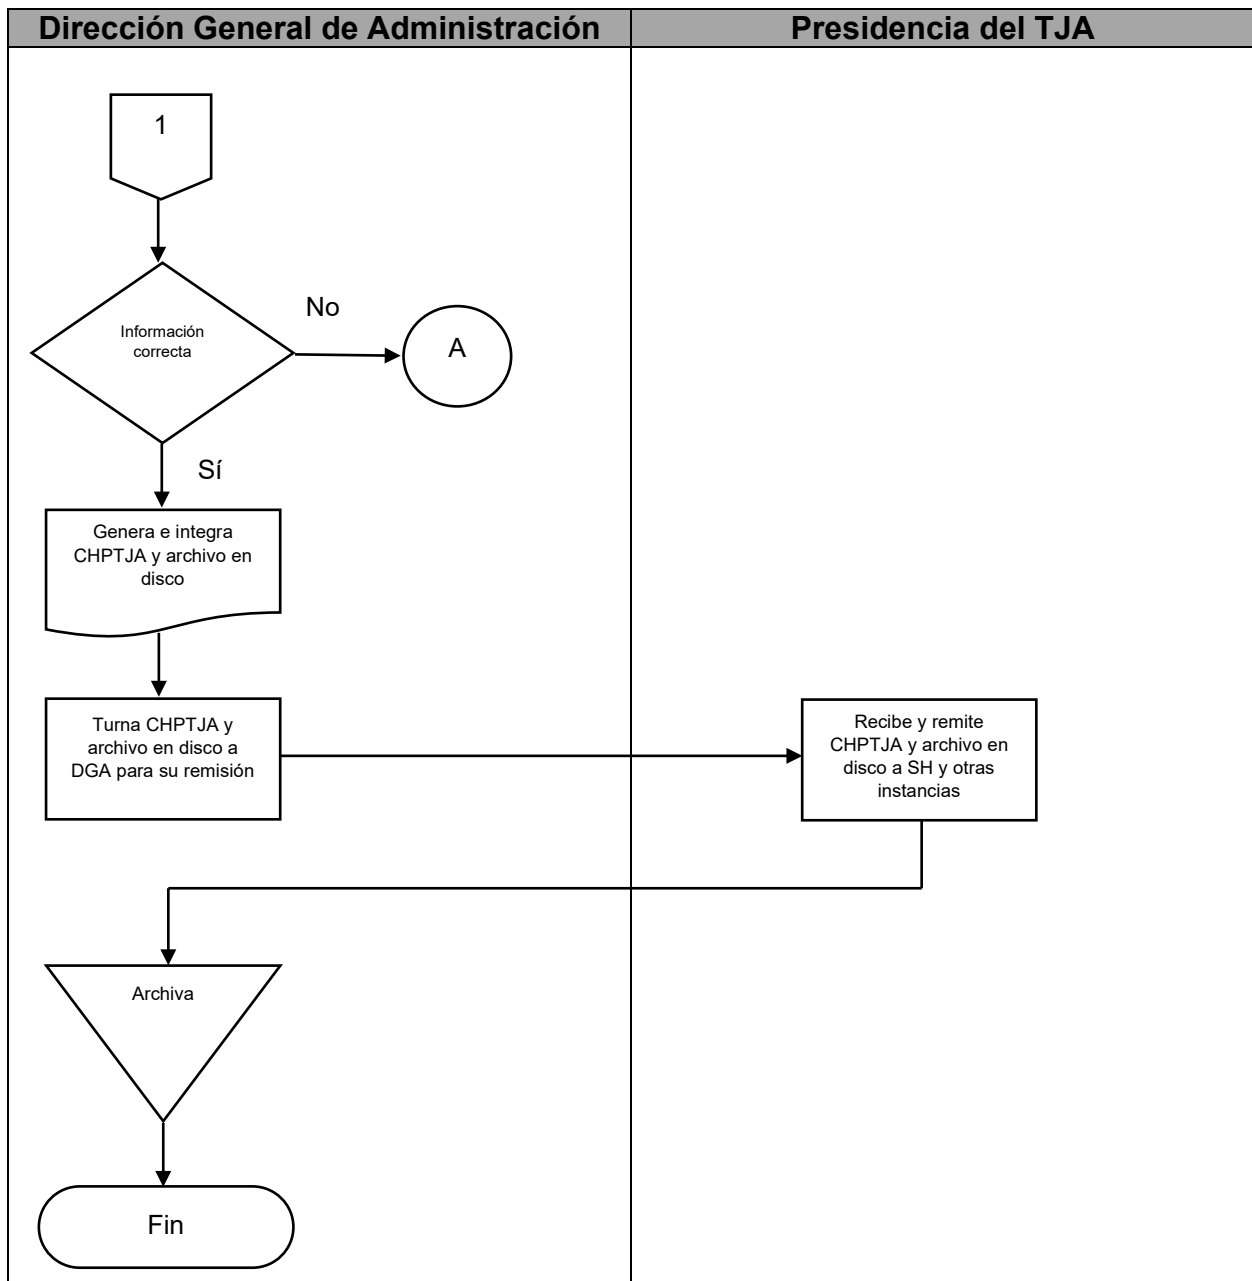 Dirección General de Administración
Presidencia del TJA
1
Información
correcta
No
A
Sí
Genera e integra
CHPTJA y archivo en
disco
Turna CHPTJA y
archivo en disco a
DGA para su remisión
Recibe y remite
CHPTJA y archivo en
disco a SH y otras
instancias
Archiva
Fin